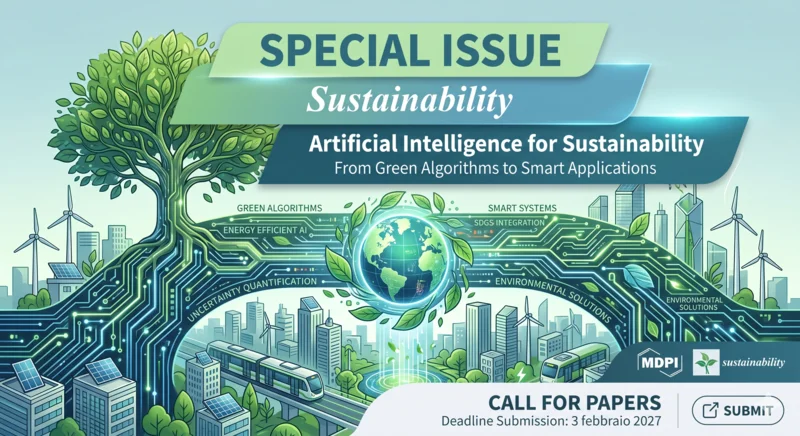 SPECIAL ISSUE
Sustainability
Artificial Intelligence for Sustainability
From Green Algorithms to Smart Applications
GREEN ALGORITHMS
SMART SYSTEMS
ENERGY EFFICIENT AI
SDGS INTEGRATION
UNCERTAINTY QUANTIFICATION
ENVIRONMENTAL SOLUTIONS
ENVIRONMENTAL
SOLUTIONS
MDPI
sustainability
CALL FOR PAPERS
Deadline Submission: 3 febbraio 2027
SUBMIT